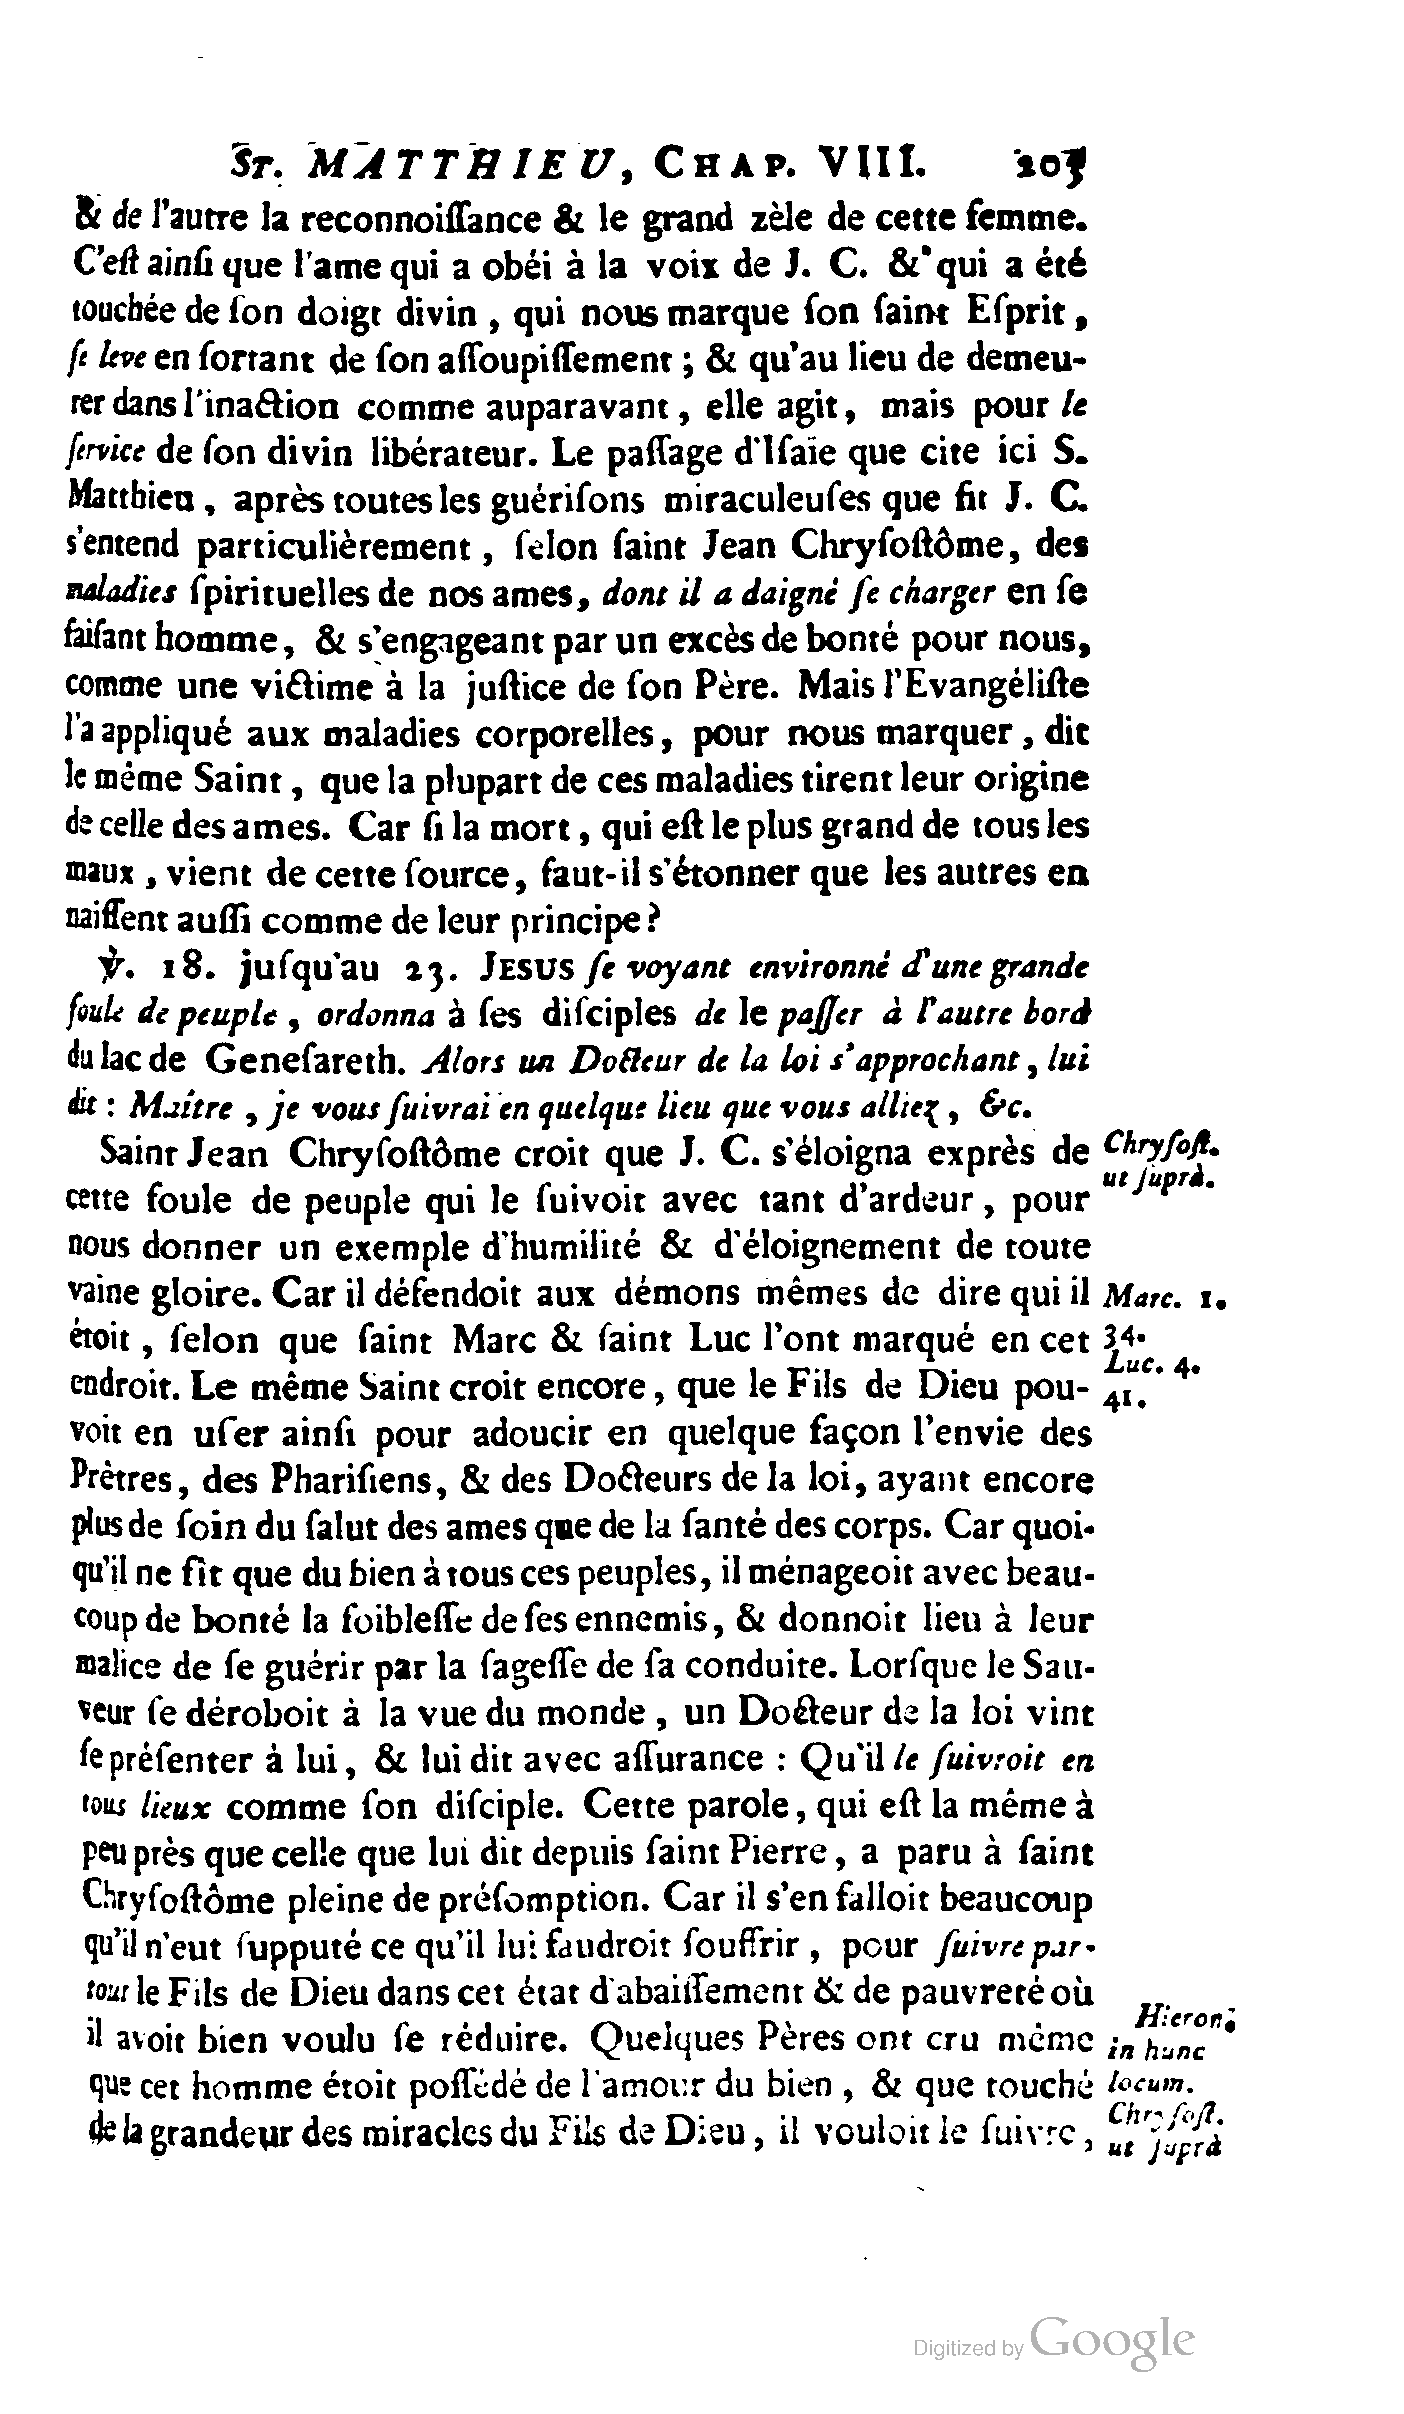 ST. MATTHIEU, CHAP. VIII. 205
& de l'autre la reconnoiſſance & le grand zèle de cette femme.
C'eſt ainſi que l'ame qui a obéi à la voix de J. C. & qui a été
touchée de ſon doigt divin, qui nous marque ſon ſaint Eſprit,
ſe leve en ſortant de ſon aſſoupiſſement; & qu'au lieu de demeu-
rer dans l'inaction comme auparavant, elle agit, mais pour le
ſervice de ſon divin libérateur. Le paſſage d'Iſaïe que cite ici S.
Matthieu, après toutes les guériſons miraculeuſes que fit J. C.
s'entend particulièrement, ſelon ſaint Jean Chryſoſtôme, des
maladies ſpirituelles de nos ames, dont il a daigné ſe charger en ſe
faiſant homme, & s'engageant par un excès de bonté pour nous,
comme une victime à la juſtice de ſon Père. Mais l'Evangéliſte
l'a appliqué aux maladies corporelles, pour nous marquer, dit
le même Saint, que la plupart de ces maladies tirent leur origine
de celle des ames. Car ſi la mort, qui eſt le plus grand de tous les
maux, vient de cette ſource, faut-il s'étonner que les autres en
naiſſent auſſi comme de leur principe?
℣. 18. juſqu'au 23. JESUS ſe voyant environné d'une grande
foule de peuple, ordonna à ſes diſciples de le paſſer à l'autre bord
du lac de Geneſareth. Alors un Docteur de la loi s'approchant, lui
dit: Maître, je vous ſuivrai en quelque lieu que vous alliez, &c.
Saint Jean Chryſoſtôme croit que J. C. s'éloigna exprès de
Chryſoſt.
ut ſuprà.
cette foule de peuple qui le ſuivoit avec tant d'ardeur, pour
nous donner un exemple d'humilité & d'éloignement de toute
vaine gloire. Car il défendoit aux démons mêmes de dire qui il
Marc. 1.
étoit, ſelon que ſaint Marc & ſaint Luc l'ont marqué en cet
34.
Luc. 4.
endroit. Le même Saint croit encore, que le Fils de Dieu pou-
41.
voit en uſer ainſi pour adoucir en quelque façon l'envie des
Prêtres, des Phariſiens, & des Docteurs de la loi, ayant encore
plus de ſoin du ſalut des ames que de la ſanté des corps. Car quoi-
qu'il ne fît que du bien à tous ces peuples, il ménageoit avec beau-
coup de bonté la foibleſſe de ſes ennemis, & donnoit lieu à leur
malice de ſe guérir par la ſageſſe de ſa conduite. Lorſque le Sau-
veur ſe déroboit à la vue du monde, un Docteur de la loi vint
ſe préſenter à lui, & lui dit avec aſſurance : Qu'il le ſuivroit en
tous lieux comme ſon diſciple. Cette parole, qui eſt la même à
peu près que celle que lui dit depuis ſaint Pierre, a paru à ſaint
Chryſoſtôme pleine de préſomption. Car il s'en falloit beaucoup
qu'il n'eut ſupputé ce qu'il lui faudroit ſouffrir, pour ſuivre par-
tout le Fils de Dieu dans cet état d'abaiſſement & de pauvreté où
il avoit bien voulu ſe réduire. Quelques Pères ont cru même
Hieron.
in hunc
que cet homme étoit poſſédé de l'amour du bien, & que touché
locum.
de la grandeur des miracles du Fils de Dieu, il vouloit le ſuivre,
Chryſoſt.
ut ſuprà
Digitized by Google